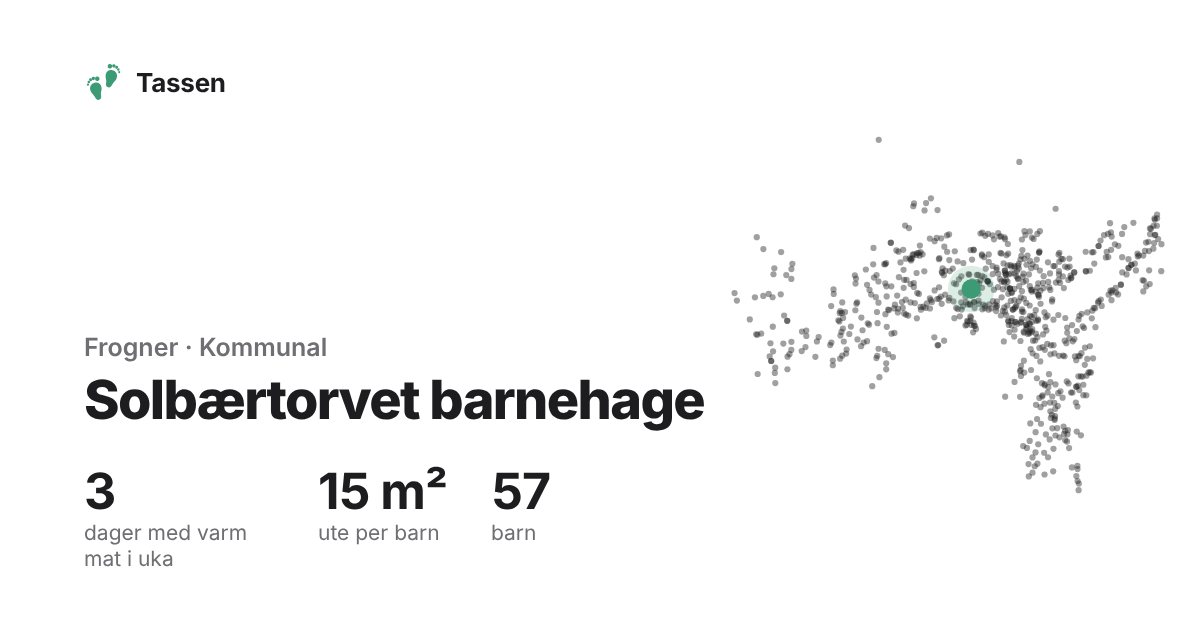 Tassen
Frogner · Kommunal
Solbærtorvet barnehage
3
dager med varm
mat i uka
15 m²
ute per barn
57
barn